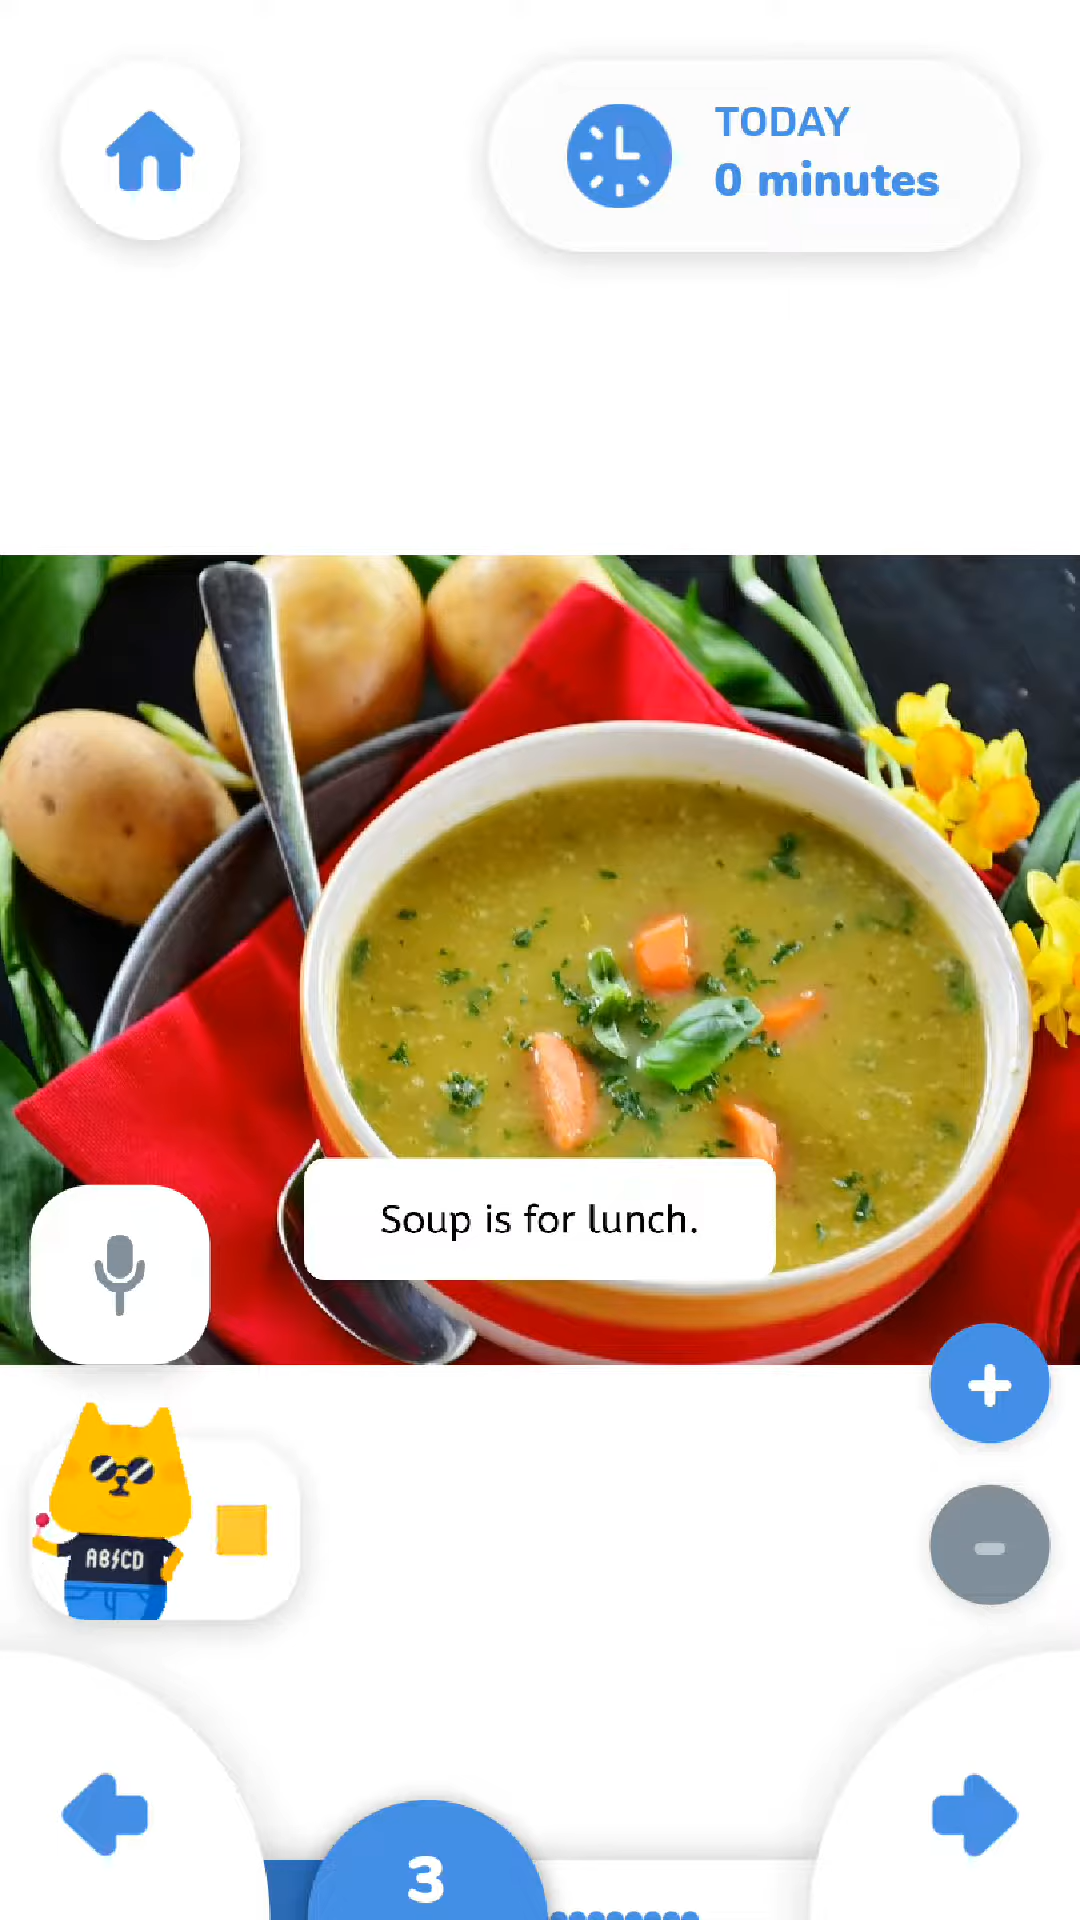 TODAY
0 minutes
Soup is for lunch.
AB⚡CD
3